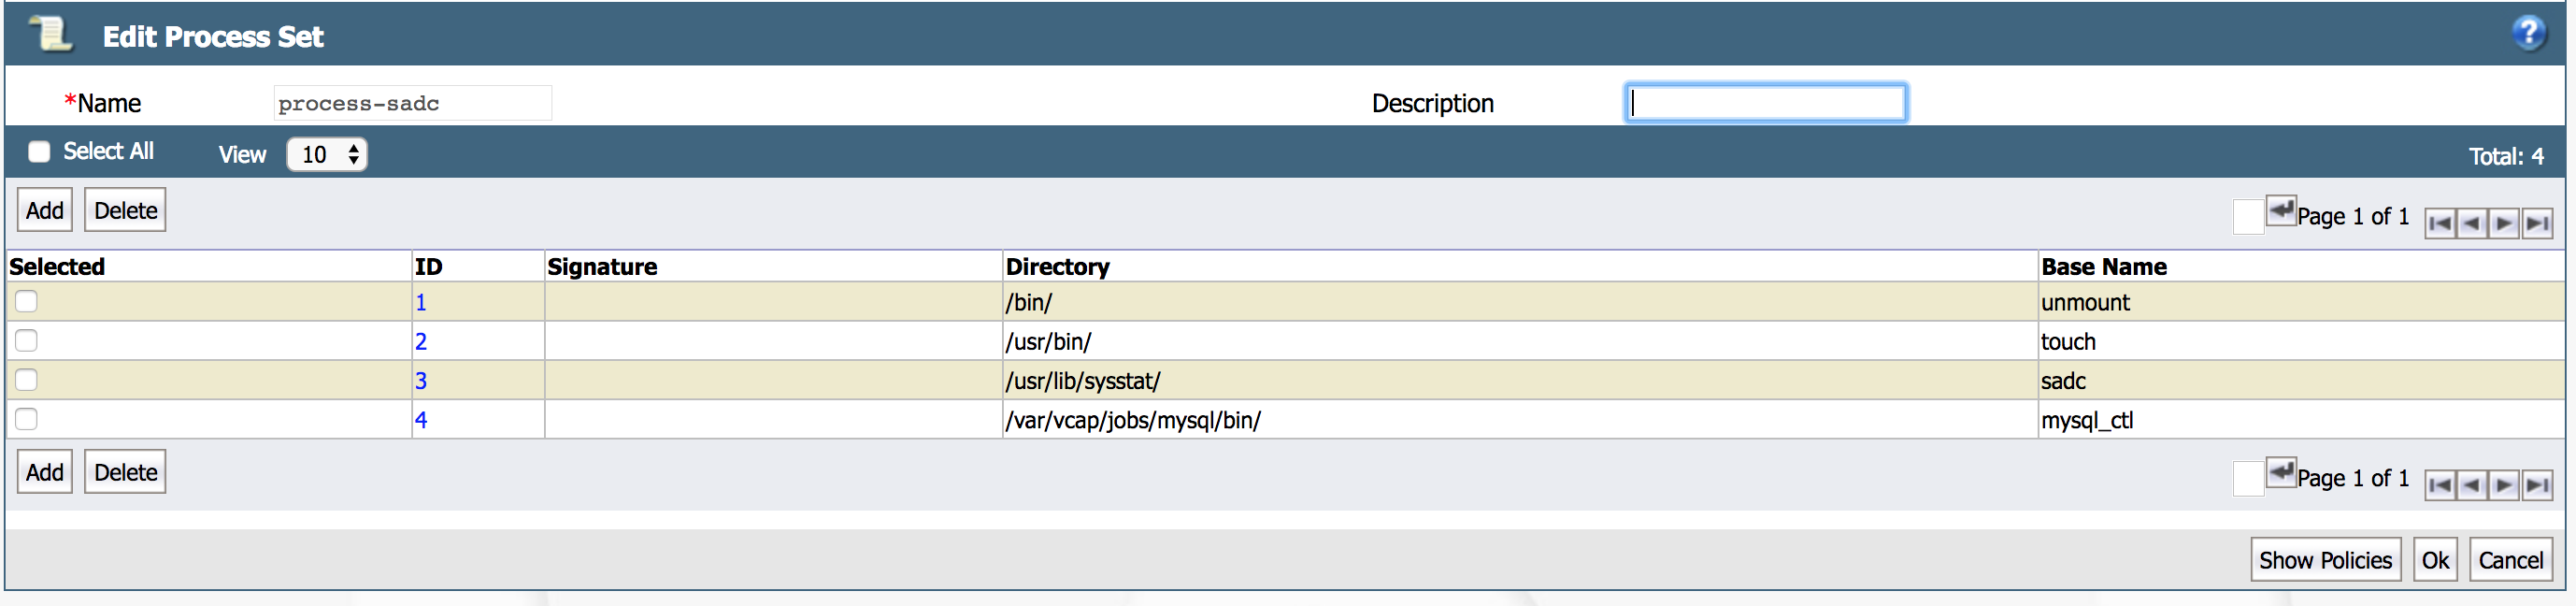 Edit Process Set
?
*Name process-sadc Description
Select All View 10 Total: 4
Add Delete Page 1 of 1
Selected ID Signature Directory Base Name
1 /bin/ unmount
2 /usr/bin/ touch
3 /usr/lib/sysstat/ sadc
4 /var/vcap/jobs/mysql/bin/ mysql_ctl
Add Delete Page 1 of 1
Show Policies Ok Cancel